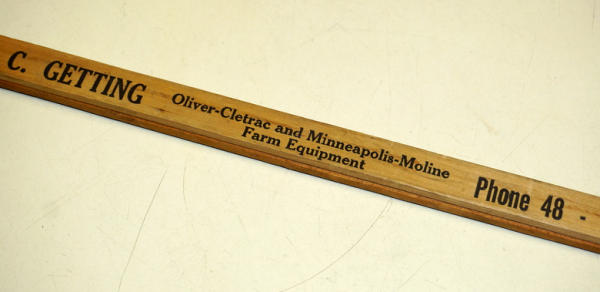 C. GETTING
Oliver-Cletrac and Minneapolis-Moline
Farm Equipment
Phone 48 -